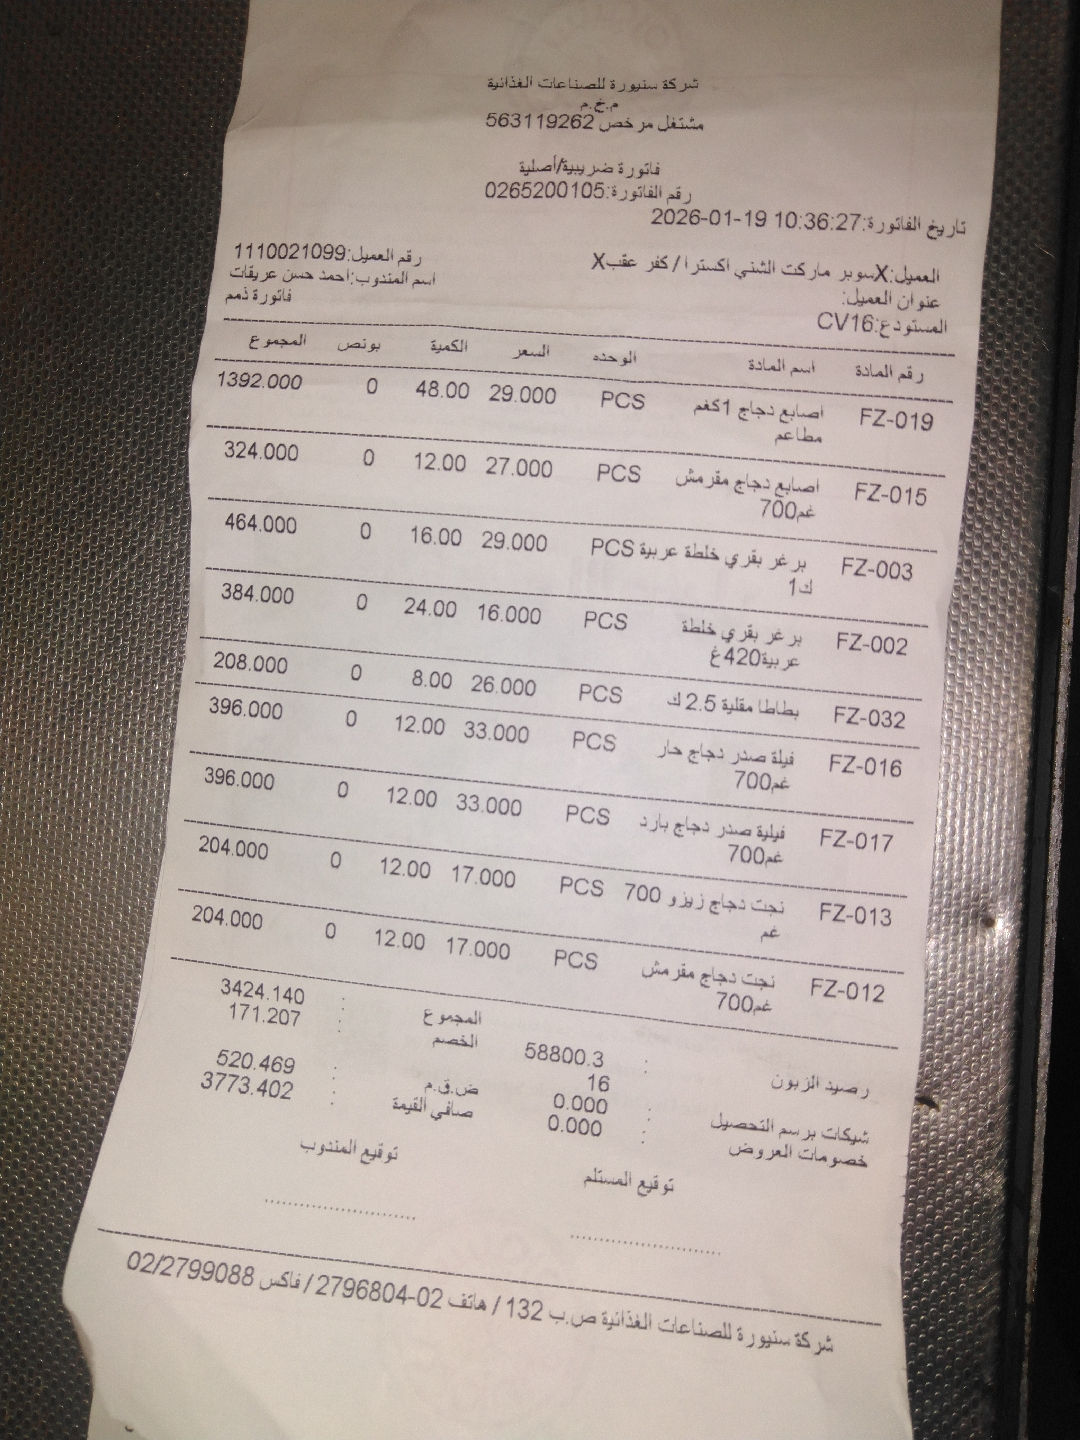 شركة سنيورة للصناعات الغذائية
م.خ.م
مشتغل مرخص 563119262
فاتورة ضريبية/أصلية
رقم الفاتورة:0265200105
تاريخ الفاتورة:2026-01-19 10:36:27
العميل:Xسوبر ماركت الشني اكسترا / كفر عقبX رقم العميل:1110021099
عنوان العميل: اسم المندوب:احمد حسن عريقات
المستودع:CV16 فاتورة ذمم
رقم المادة اسم المادة الوحده السعر الكمية بونص المجموع
FZ-019 اصابع دجاج 1كغم PCS 29.000 48.00 0 1392.000
مطاعم
FZ-015 اصابع دجاج مقرمش PCS 27.000 12.00 0 324.000
700غم
FZ-003 برغر بقري خلطة عربية PCS 29.000 16.00 0 464.000
1ك
FZ-002 برغر بقري خلطة PCS 16.000 24.00 0 384.000
عربية420غ
FZ-032 بطاطا مقلية 2.5 ك PCS 26.000 8.00 0 208.000
FZ-016 فيلة صدر دجاج حار PCS 33.000 12.00 0 396.000
700غم
FZ-017 فيلية صدر دجاج بارد PCS 33.000 12.00 0 396.000
700غم
FZ-013 نجت دجاج زيزو 700 PCS 17.000 12.00 0 204.000
غم
FZ-012 نجت دجاج مقرمش PCS 17.000 12.00 0 204.000
700غم
رصيد الزبون : 58800.3 المجموع : 3424.140
16 الخصم : 171.207
شيكات برسم التحصيل : 0.000 ض.ق.م : 520.469
خصومات العروض : 0.000 صافي القيمة : 3773.402
توقيع المستلم توقيع المندوب
شركة سنيورة للصناعات الغذائية ص.ب 132 / هاتف 02-2796804 / فاكس 02/2799088